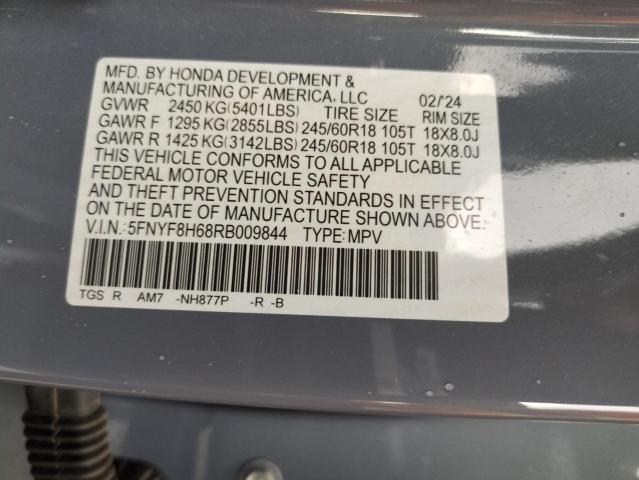 MFD. BY HONDA DEVELOPMENT &
MANUFACTURING OF AMERICA, LLC 02/'24
GVWR 2450 KG(5401LBS) TIRE SIZE RIM SIZE
GAWR F 1295 KG(2855LBS) 245/60R18 105T 18X8.0J
GAWR R 1425 KG(3142LBS) 245/60R18 105T 18X8.0J
THIS VEHICLE CONFORMS TO ALL APPLICABLE
FEDERAL MOTOR VEHICLE SAFETY
AND THEFT PREVENTION STANDARDS IN EFFECT
ON THE DATE OF MANUFACTURE SHOWN ABOVE.
V.I.N.:5FNYF8H68RB009844 TYPE:MPV
TGS R AM7 -NH877P -R -B